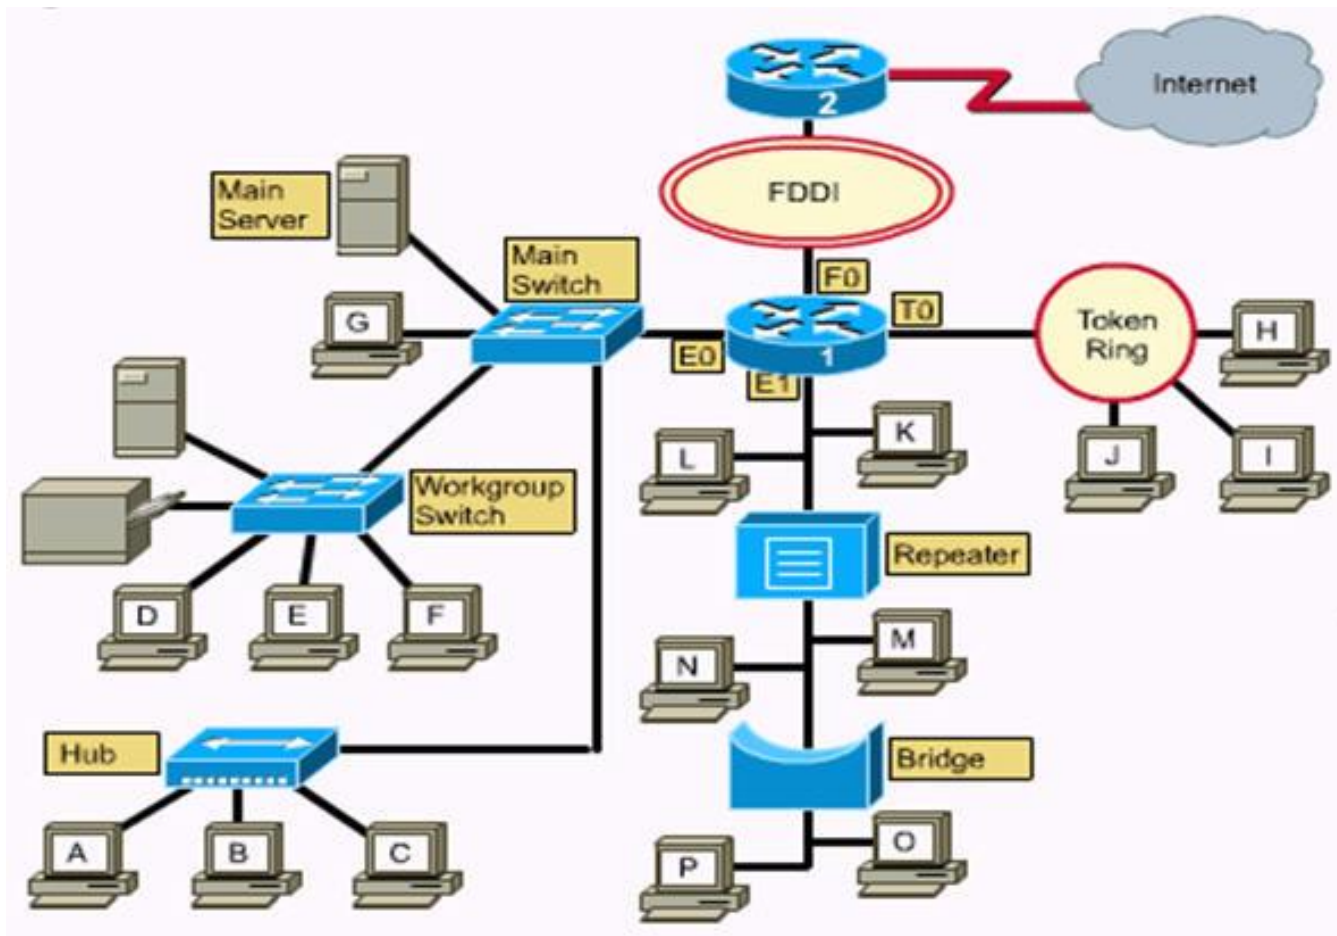 2
Internet
FDDI
Main
Server
Main
Switch
F0
T0
G
E0
1
E1
Token
Ring
H
L
K
J
I
Workgroup
Switch
Repeater
D
E
F
N
M
Hub
Bridge
A
B
C
P
O